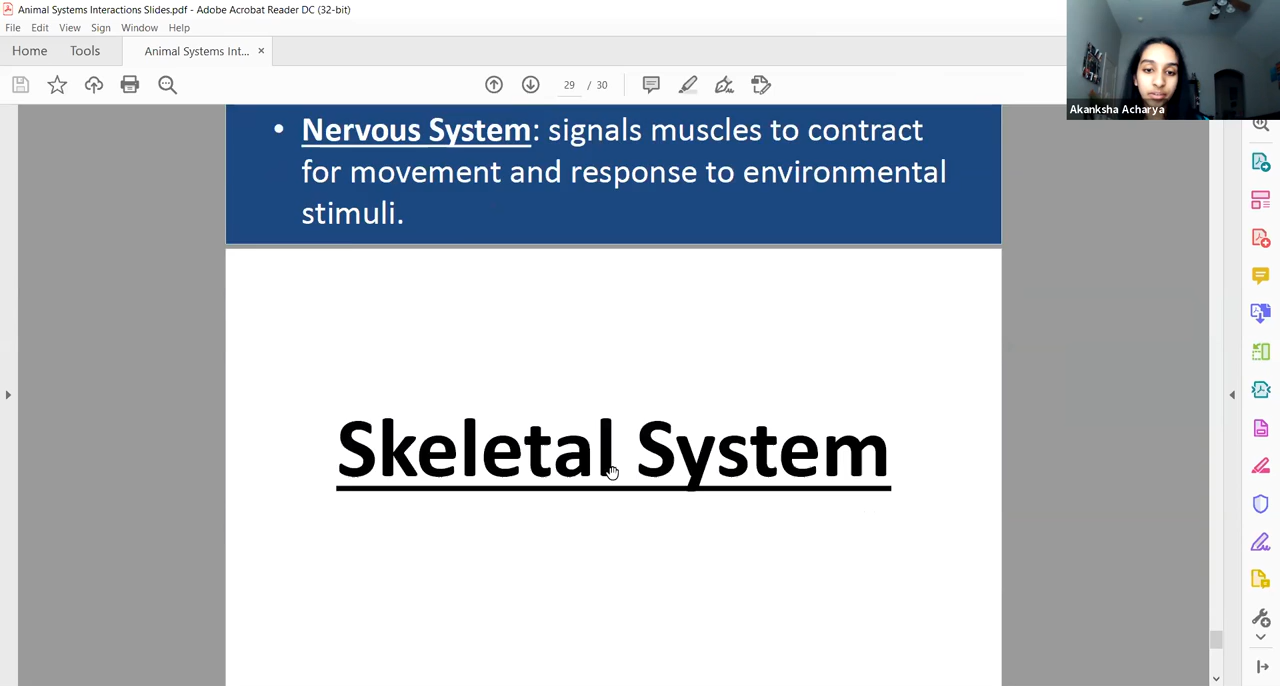 Animal Systems Interactions Slides.pdf - Adobe Acrobat Reader DC (32-bit)
File Edit View Sign Window Help
Home Tools Animal Systems Int... ×
29 / 30
Akanksha Acharya
• Nervous System: signals muscles to contract
for movement and response to environmental
stimuli.
Skeletal System